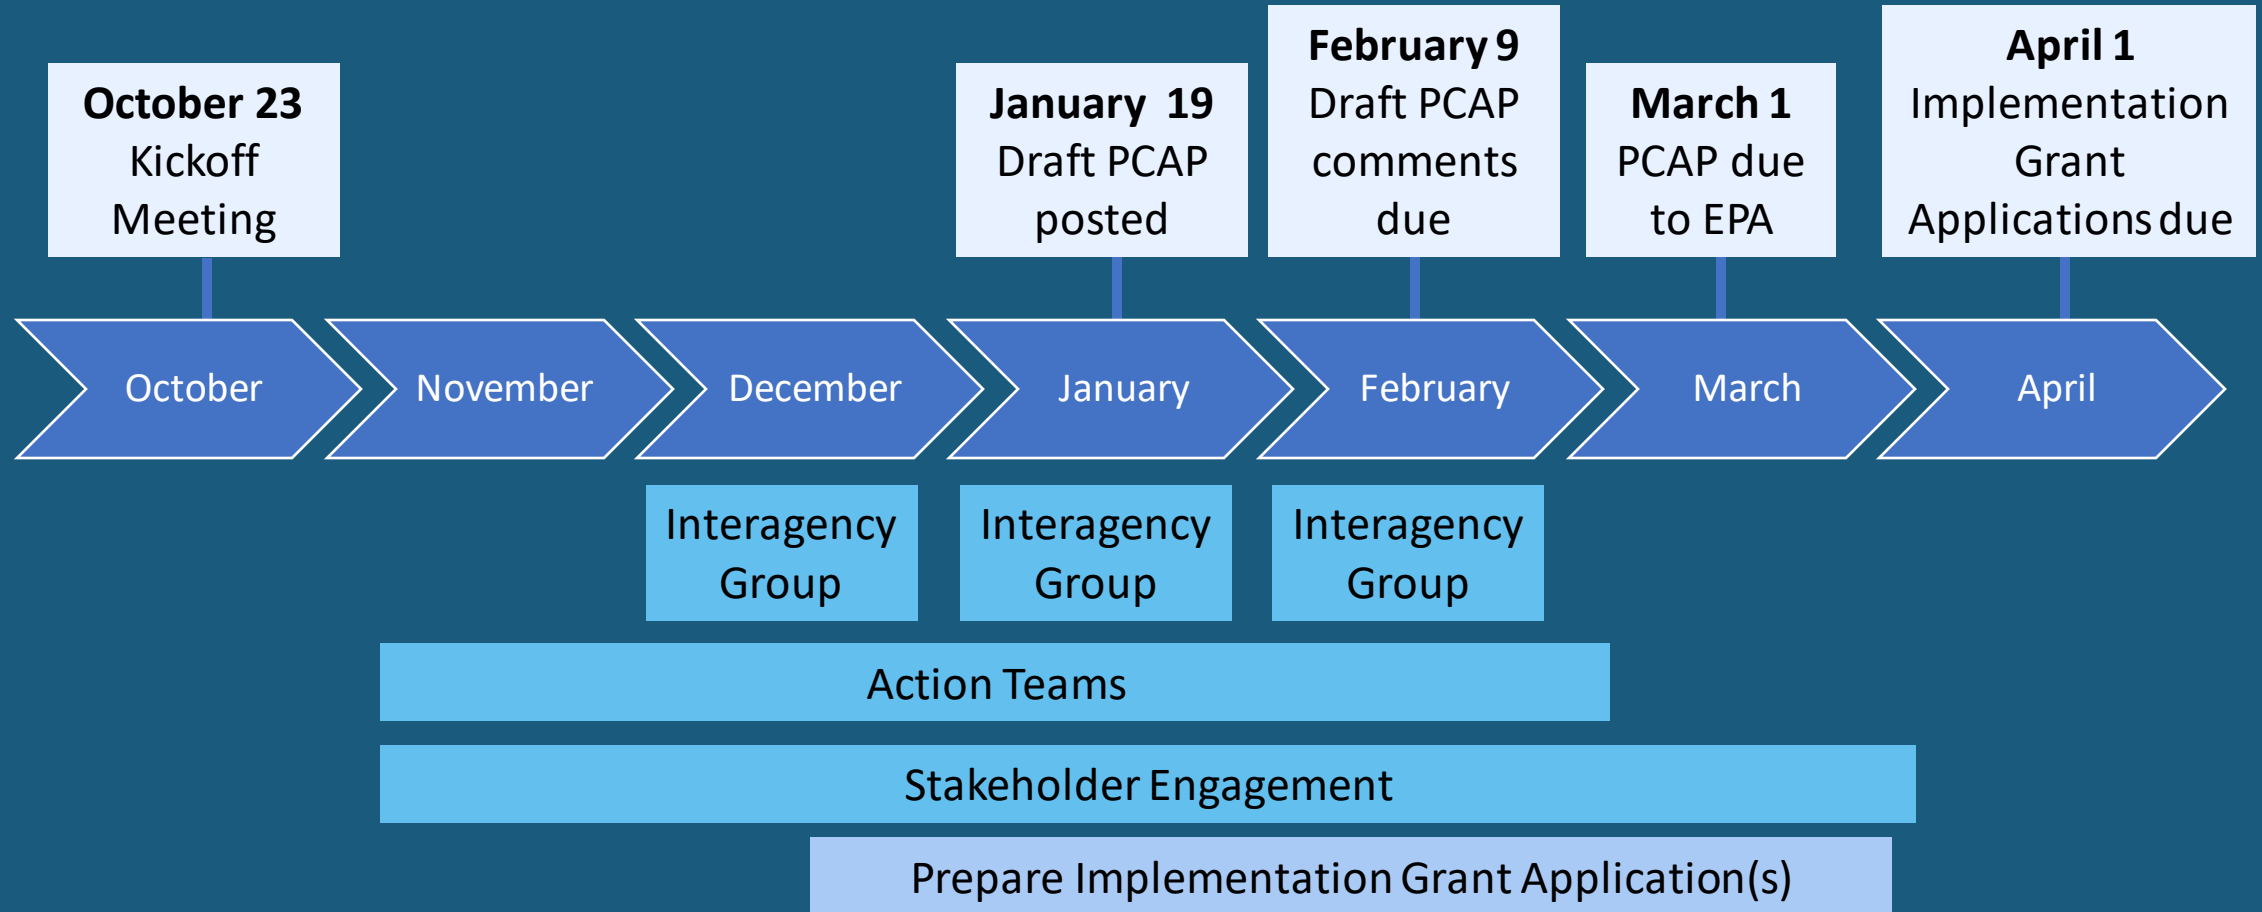 October 23
Kickoff
Meeting
January 19
Draft PCAP
posted
February 9
Draft PCAP
comments
due
March 1
PCAP due
to EPA
April 1
Implementation
Grant
Applications due
October
November
December
January
February
March
April
Interagency
Group
Interagency
Group
Interagency
Group
Action Teams
Stakeholder Engagement
Prepare Implementation Grant Application(s)